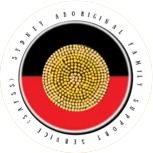 SYDNEY ABORIGINAL FAMILY SUPPORT SERVICE (SAFSS)